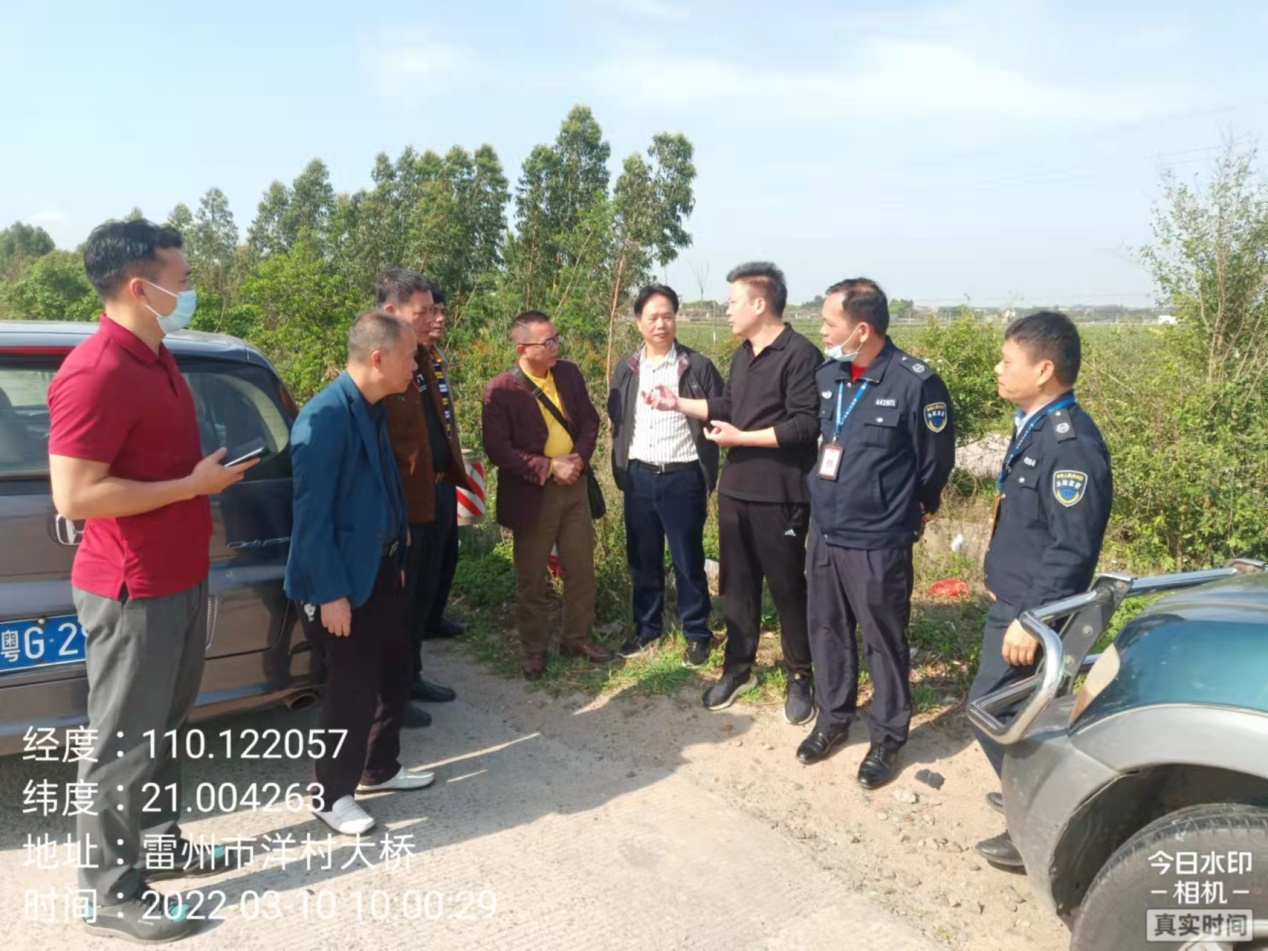 粤G·2
经度：110.122057
纬度：21.004263
地址：雷州市洋村大桥
时间：2022-03-10 10:00:29
今日水印
相机
真实时间